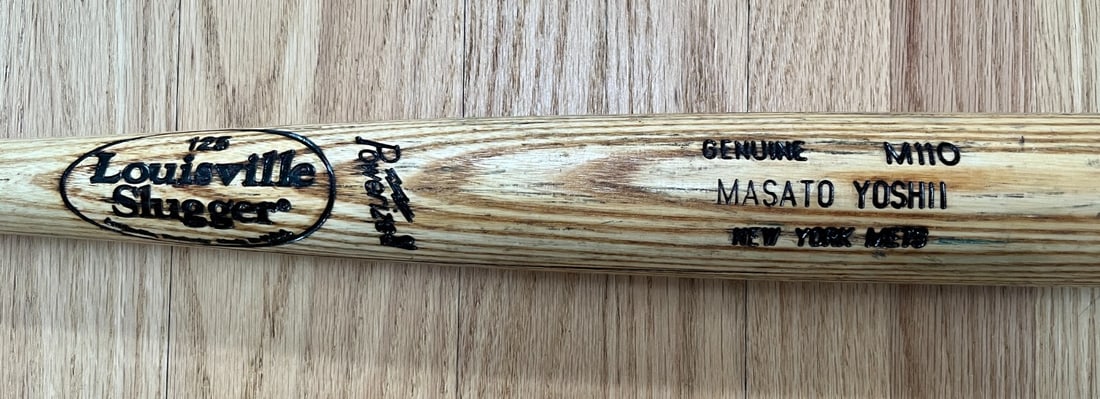 125
Louisville
Slugger®
Powerized
GENUINE M110
MASATO YOSHII
NEW YORK METS